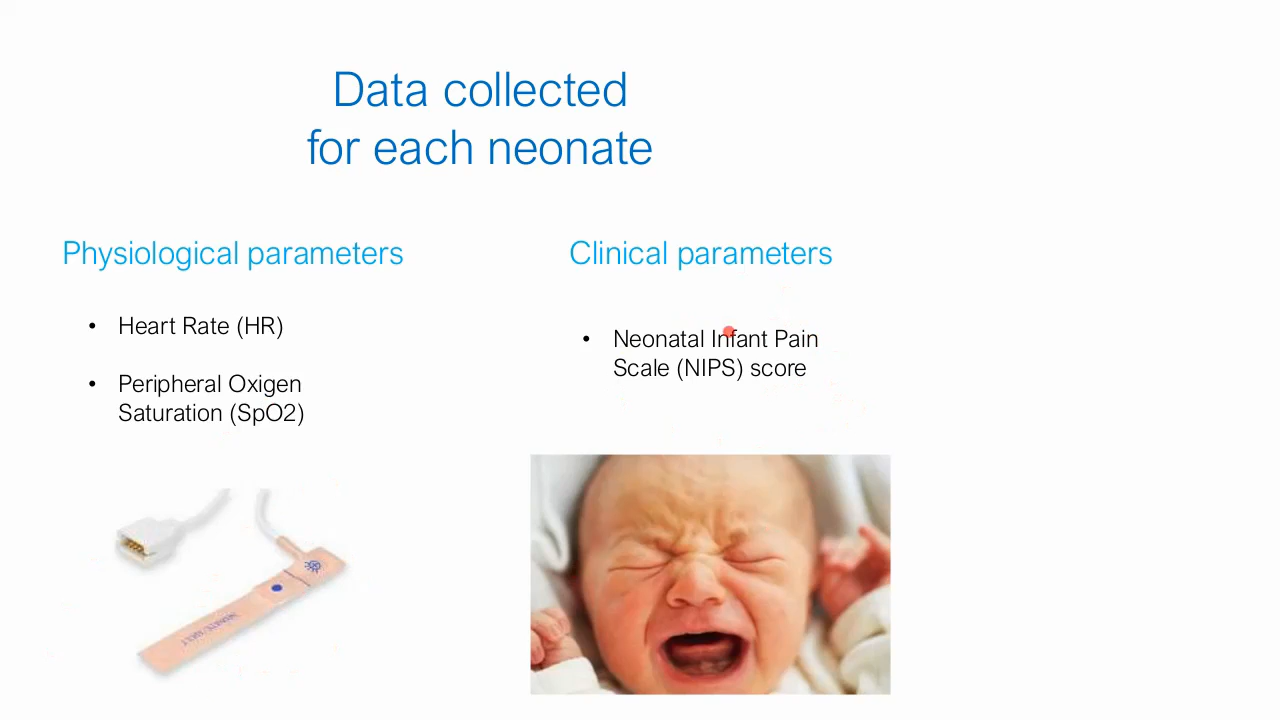 Data collected
for each neonate
Physiological parameters
• Heart Rate (HR)
• Peripheral Oxigen
Saturation (SpO2)
Clinical parameters
• Neonatal Infant Pain
Scale (NIPS) score